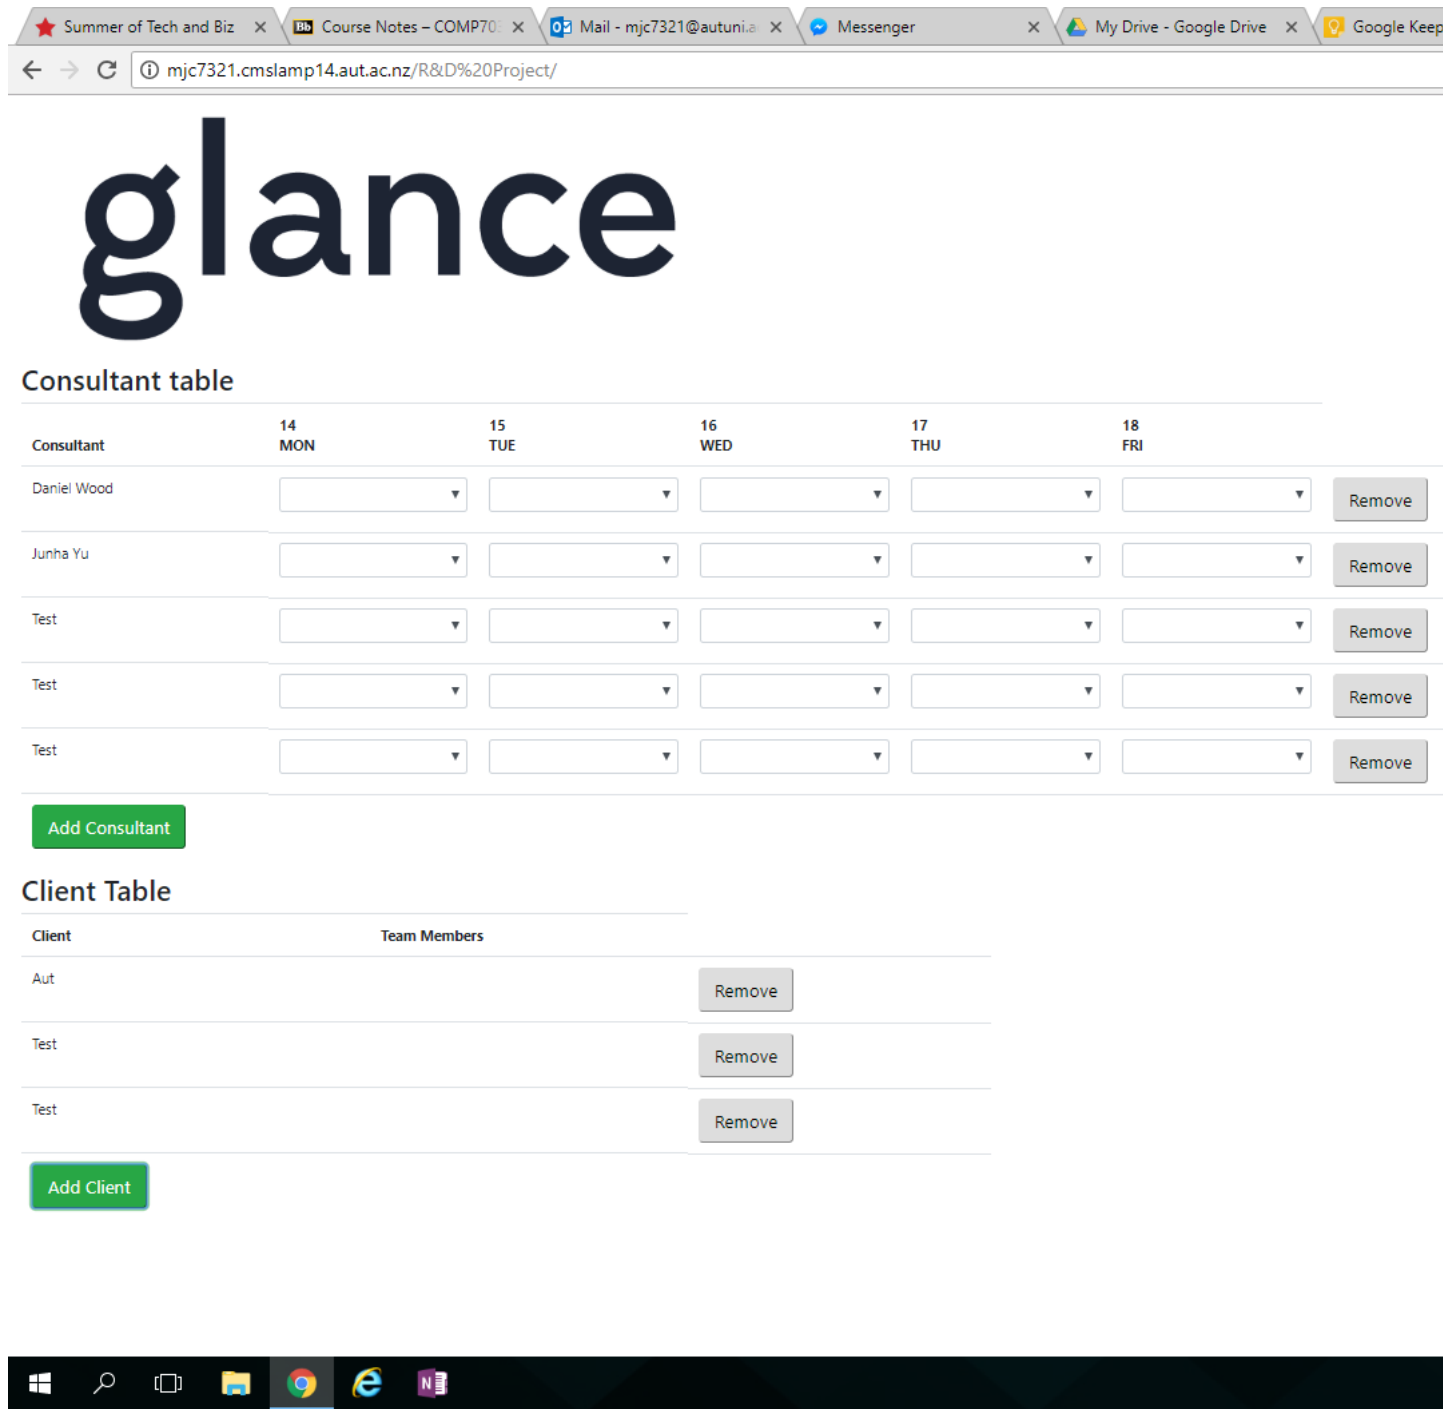 Summer of Tech and Biz
Bb Course Notes – COMP70
Mail - mjc7321@autuni.a
Messenger
My Drive - Google Drive
Google Keep
mjc7321.cmslamp14.aut.ac.nz/R&D%20Project/
glance
Consultant table
Consultant 14 MON 15 TUE 16 WED 17 THU 18 FRI
Daniel Wood Remove
Junha Yu Remove
Test Remove
Test Remove
Test Remove
Add Consultant
Client Table
Client Team Members
Aut Remove
Test Remove
Test Remove
Add Client